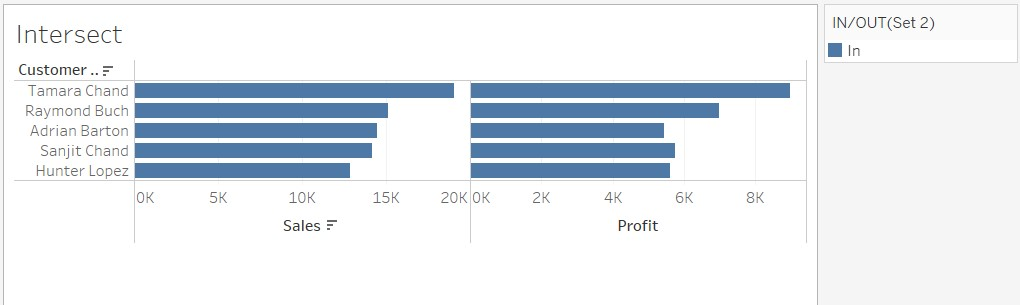 Intersect
IN/OUT(Set 2)
In
Customer ..
Tamara Chand
Raymond Buch
Adrian Barton
Sanjit Chand
Hunter Lopez
0K 5K 10K 15K 20K 0K 2K 4K 6K 8K
Sales Profit